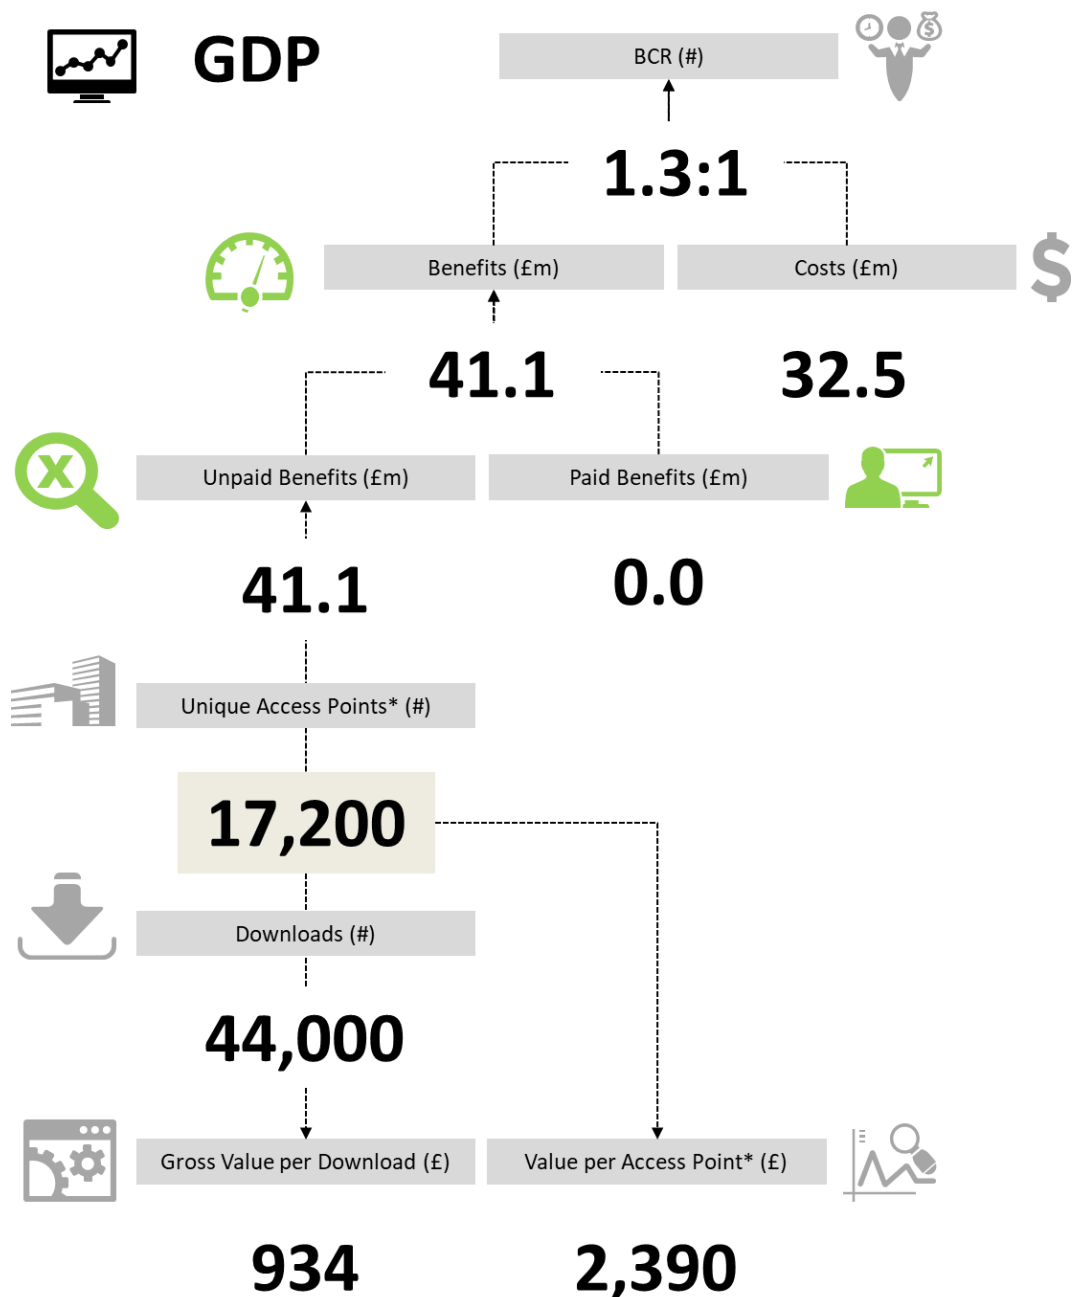 GDP
BCR (#)
1.3:1
Benefits (£m)
Costs (£m)
41.1
32.5
Unpaid Benefits (£m)
Paid Benefits (£m)
41.1
0.0
Unique Access Points* (#)
17,200
Downloads (#)
44,000
Gross Value per Download (£)
Value per Access Point* (£)
934
2,390